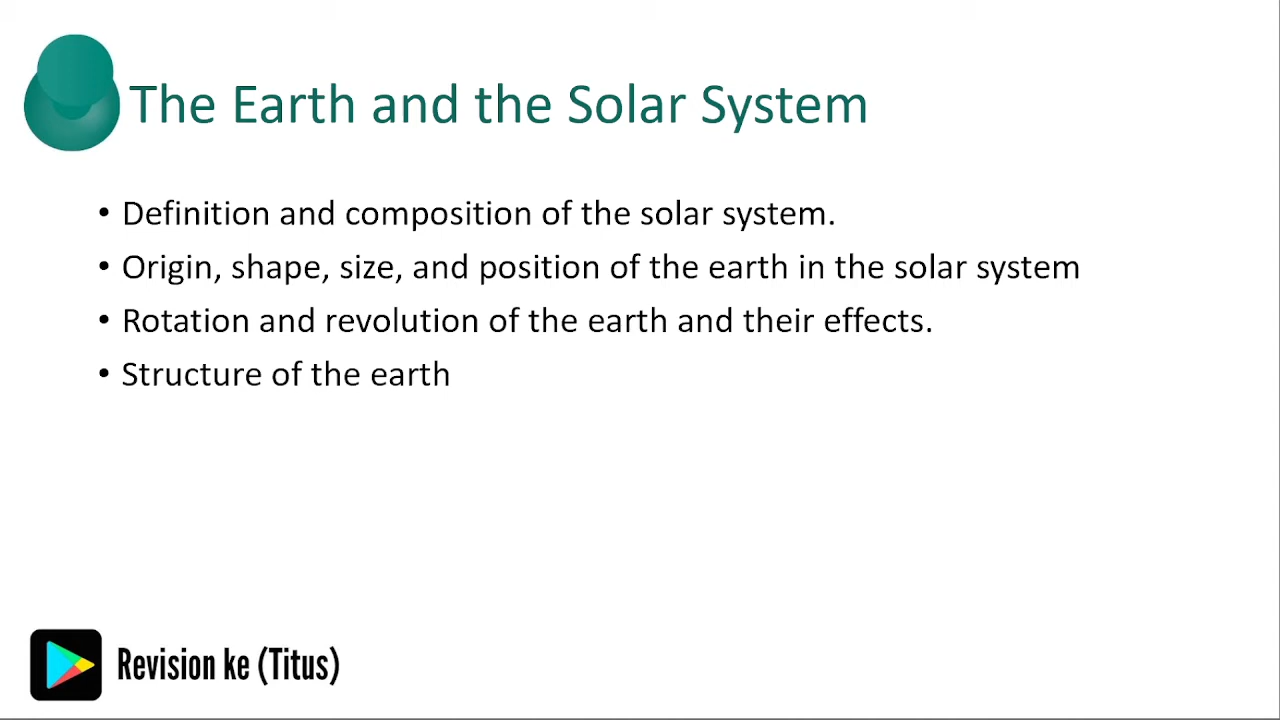 The Earth and the Solar System
• Definition and composition of the solar system.
• Origin, shape, size, and position of the earth in the solar system
• Rotation and revolution of the earth and their effects.
• Structure of the earth
Revision ke (Titus)